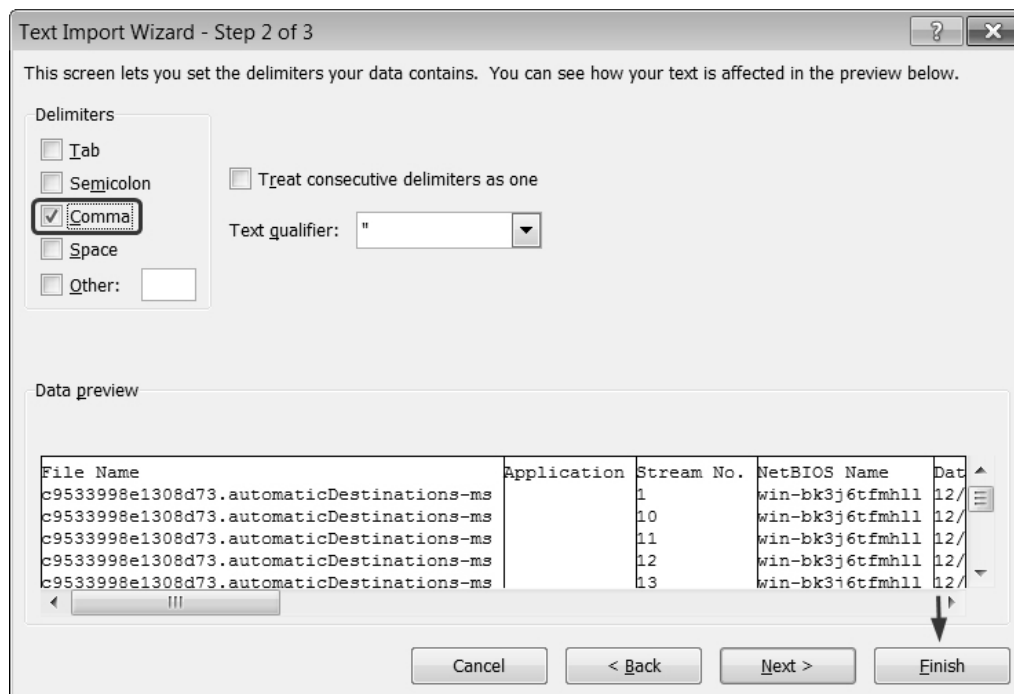 Text Import Wizard - Step 2 of 3
This screen lets you set the delimiters your data contains. You can see how your text is affected in the preview below.
Delimiters
Tab
Semicolon
Comma
Space
Other:
Treat consecutive delimiters as one
Text qualifier: "
Data preview
File Name Application Stream No. NetBIOS Name Dat
c9533998e1308d73.automaticDestinations-ms 1 win-bk3j6tfmhll 12/
c9533998e1308d73.automaticDestinations-ms 10 win-bk3j6tfmhll 12/
c9533998e1308d73.automaticDestinations-ms 11 win-bk3j6tfmhll 12/
c9533998e1308d73.automaticDestinations-ms 12 win-bk3j6tfmhll 12/
c9533998e1308d73.automaticDestinations-ms 13 win-bk3j6tfmhll 12/
Cancel < Back Next > Finish